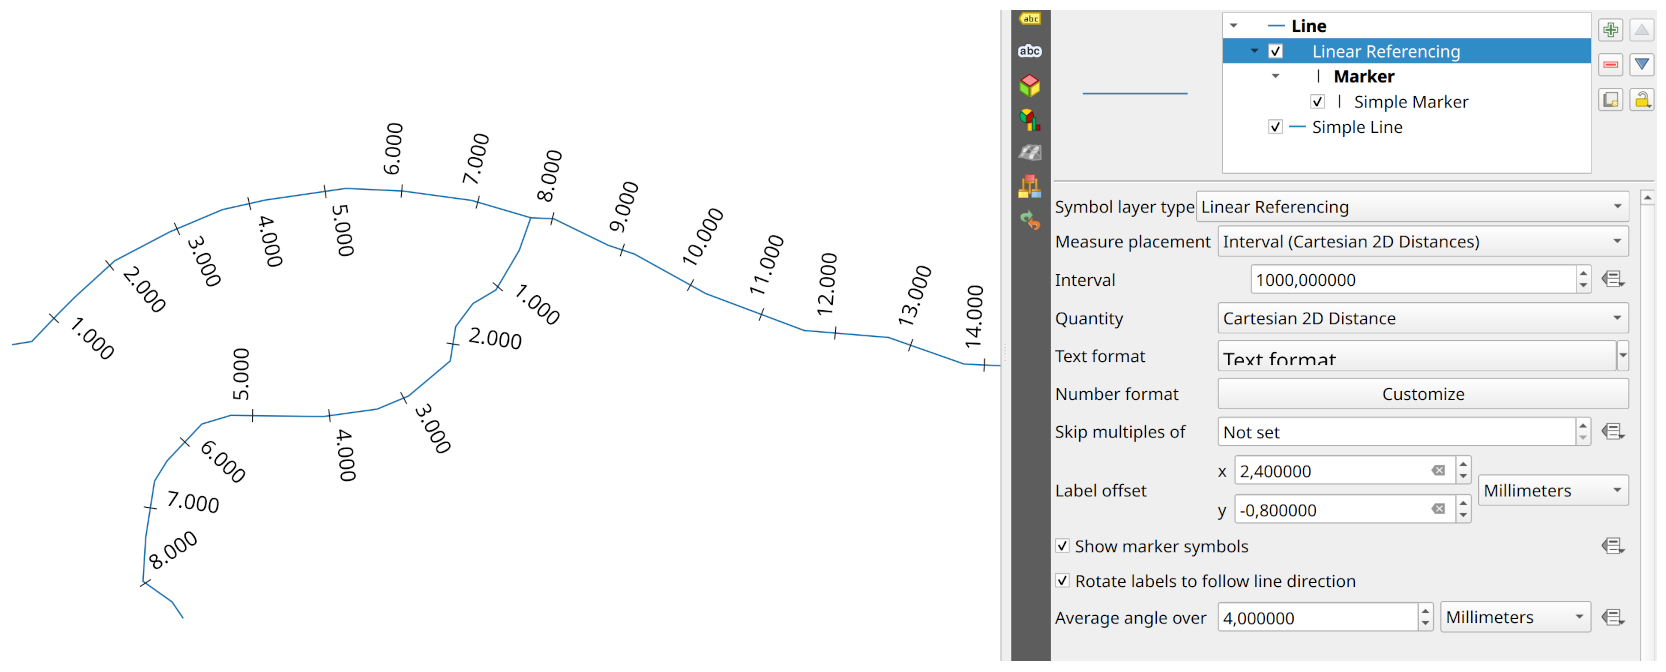 6.000
7.000
8.000
9.000
10.000
11.000
12.000
13.000
14.000
5.000
4.000
3.000
2.000
1.000
1.000
2.000
3.000
4.000
5.000
6.000
7.000
8.000
abc
abc
Line
Linear Referencing
Marker
Simple Marker
Simple Line
Symbol layer type Linear Referencing
Measure placement Interval (Cartesian 2D Distances)
Interval 1000,000000
Quantity Cartesian 2D Distance
Text format Text format
Number format Customize
Skip multiples of Not set
Label offset x 2,400000 Millimeters
y -0,800000
Show marker symbols
Rotate labels to follow line direction
Average angle over 4,000000 Millimeters